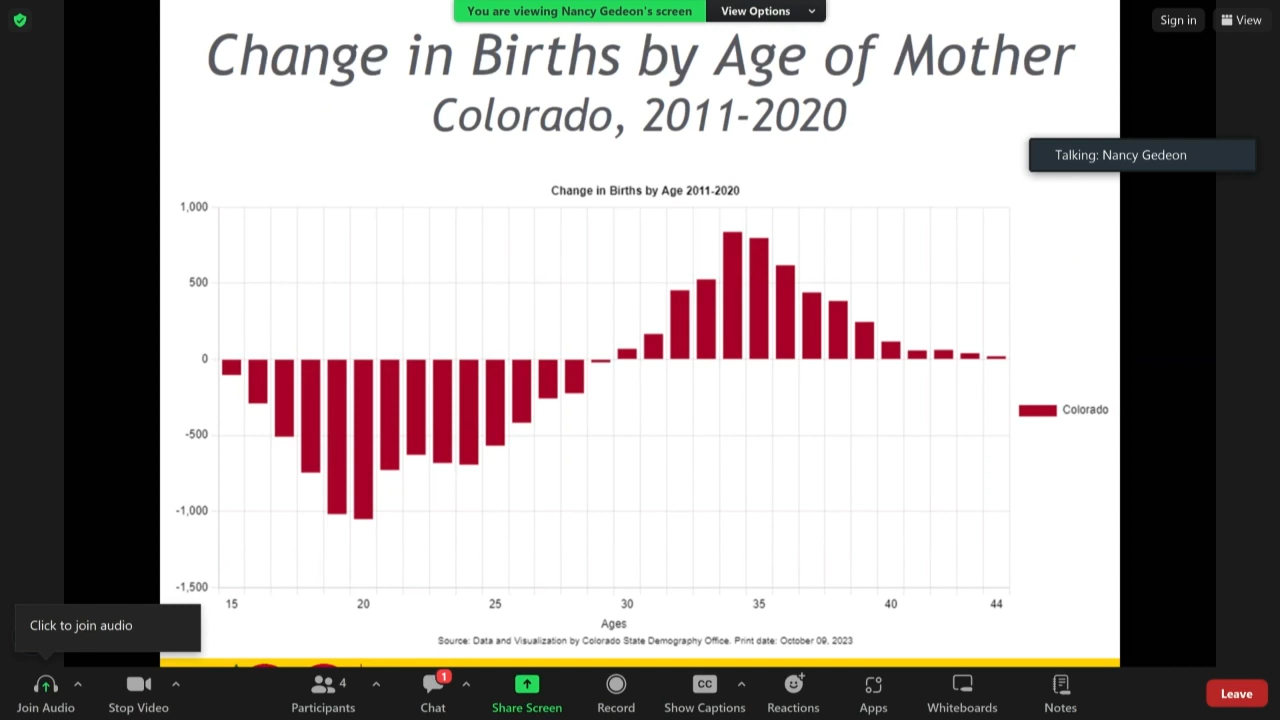 You are viewing Nancy Gedeon's screen
View Options
Sign in
View
Change in Births by Age of Mother
Colorado, 2011-2020
Talking: Nancy Gedeon
Change in Births by Age 2011-2020
1,000
500
0
-500
-1,000
-1,500
Colorado
15 20 25 30 35 40 44
Ages
Source: Data and Visualization by Colorado State Demography Office. Print date: October 09, 2023
Click to join audio
4
1
CC
Join Audio
Stop Video
Participants
Chat
Share Screen
Record
Show Captions
Reactions
Apps
Whiteboards
Notes
Leave